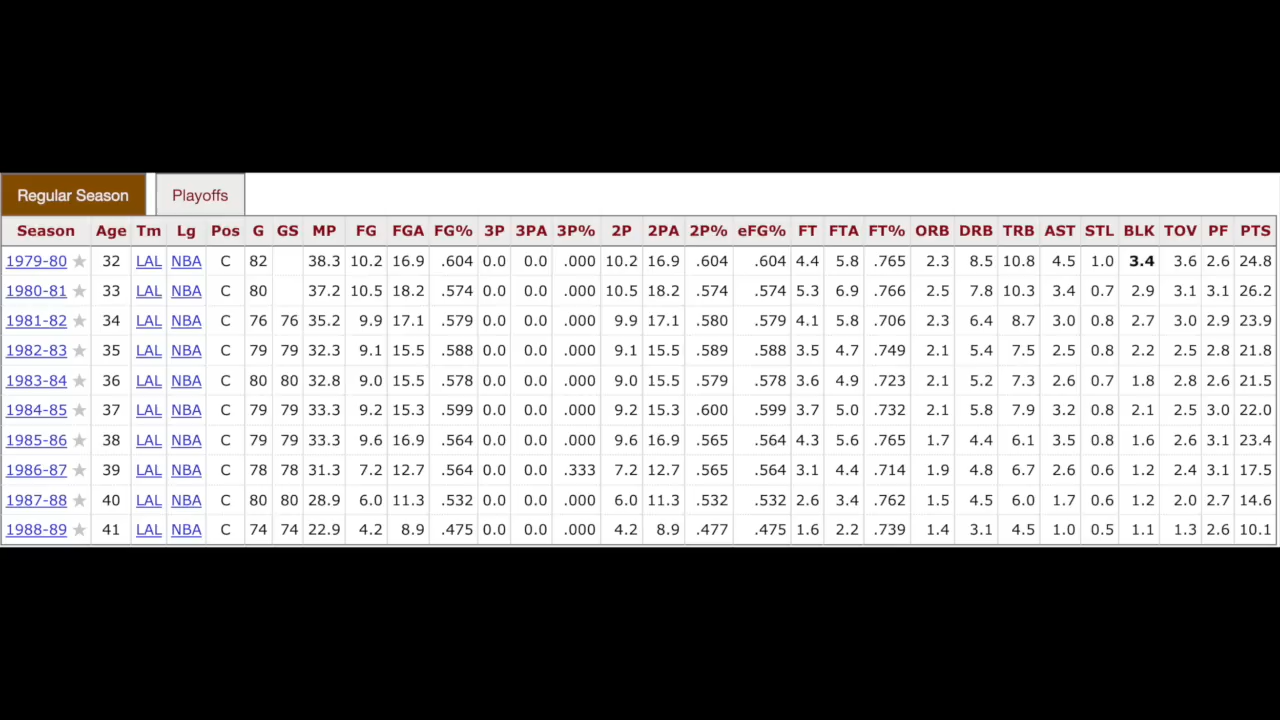 Regular Season Playoffs
Season Age Tm Lg Pos G GS MP FG FGA FG% 3P 3PA 3P% 2P 2PA 2P% eFG% FT FTA FT% ORB DRB TRB AST STL BLK TOV PF PTS
1979-80 ★ 32 LAL NBA C 82 38.3 10.2 16.9 .604 0.0 0.0 .000 10.2 16.9 .604 .604 4.4 5.8 .765 2.3 8.5 10.8 4.5 1.0 3.4 3.6 2.6 24.8
1980-81 ★ 33 LAL NBA C 80 37.2 10.5 18.2 .574 0.0 0.0 .000 10.5 18.2 .574 .574 5.3 6.9 .766 2.5 7.8 10.3 3.4 0.7 2.9 3.1 3.1 26.2
1981-82 ★ 34 LAL NBA C 76 76 35.2 9.9 17.1 .579 0.0 0.0 .000 9.9 17.1 .580 .579 4.1 5.8 .706 2.3 6.4 8.7 3.0 0.8 2.7 3.0 2.9 23.9
1982-83 ★ 35 LAL NBA C 79 79 32.3 9.1 15.5 .588 0.0 0.0 .000 9.1 15.5 .589 .588 3.5 4.7 .749 2.1 5.4 7.5 2.5 0.8 2.2 2.5 2.8 21.8
1983-84 ★ 36 LAL NBA C 80 80 32.8 9.0 15.5 .578 0.0 0.0 .000 9.0 15.5 .579 .578 3.6 4.9 .723 2.1 5.2 7.3 2.6 0.7 1.8 2.8 2.6 21.5
1984-85 ★ 37 LAL NBA C 79 79 33.3 9.2 15.3 .599 0.0 0.0 .000 9.2 15.3 .600 .599 3.7 5.0 .732 2.1 5.8 7.9 3.2 0.8 2.1 2.5 3.0 22.0
1985-86 ★ 38 LAL NBA C 79 79 33.3 9.6 16.9 .564 0.0 0.0 .000 9.6 16.9 .565 .564 4.3 5.6 .765 1.7 4.4 6.1 3.5 0.8 1.6 2.6 3.1 23.4
1986-87 ★ 39 LAL NBA C 78 78 31.3 7.2 12.7 .564 0.0 0.0 .333 7.2 12.7 .565 .564 3.1 4.4 .714 1.9 4.8 6.7 2.6 0.6 1.2 2.4 3.1 17.5
1987-88 ★ 40 LAL NBA C 80 80 28.9 6.0 11.3 .532 0.0 0.0 .000 6.0 11.3 .532 .532 2.6 3.4 .762 1.5 4.5 6.0 1.7 0.6 1.2 2.0 2.7 14.6
1988-89 ★ 41 LAL NBA C 74 74 22.9 4.2 8.9 .475 0.0 0.0 .000 4.2 8.9 .477 .475 1.6 2.2 .739 1.4 3.1 4.5 1.0 0.5 1.1 1.3 2.6 10.1